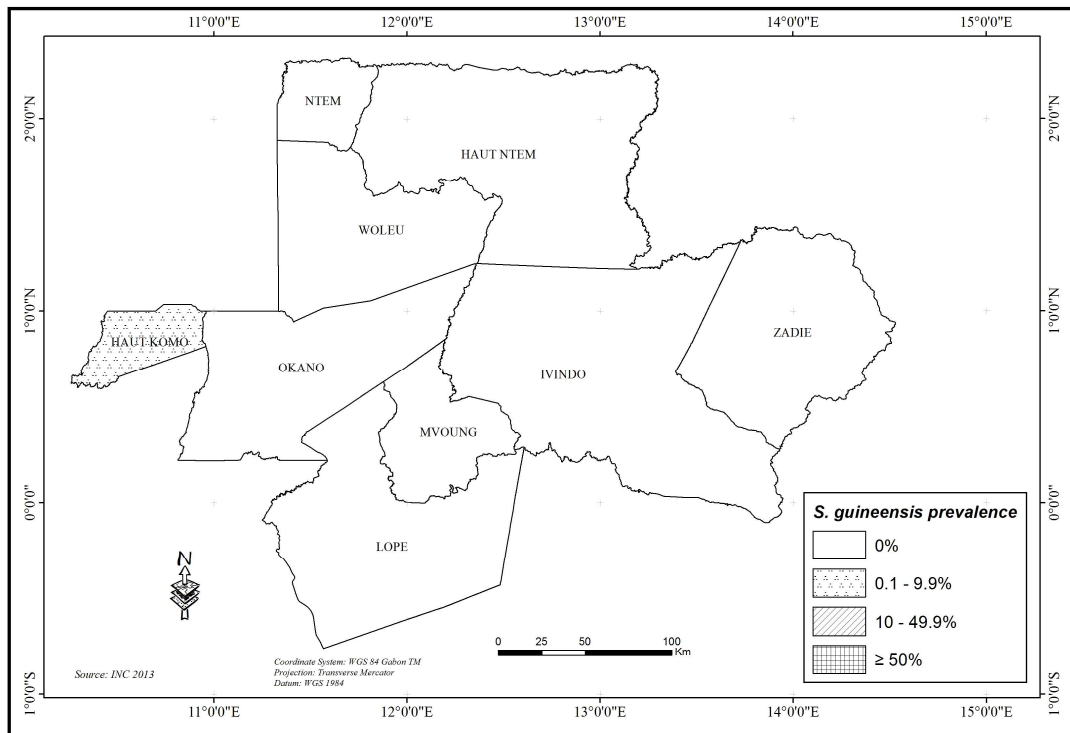 11°0'0"E 12°0'0"E 13°0'0"E 14°0'0"E 15°0'0"E
2°0'0"N 2°0'0"N
1°0'0"N 1°0'0"N
0°0'0" 0°0'0"
1°0'0"S 1°0'0"S
NTEM
HAUT NTEM
WOLEU
HAUT KOMO
OKANO
IVINDO
ZADIE
MVOUNG
LOPE
N
S. guineensis prevalence
0%
0.1 - 9.9%
10 - 49.9%
≥ 50%
0 25 50 100
Km
Source: INC 2013
Coordinate System: WGS 84 Gabon TM
Projection: Transverse Mercator
Datum: WGS 1984
11°0'0"E 12°0'0"E 13°0'0"E 14°0'0"E 15°0'0"E